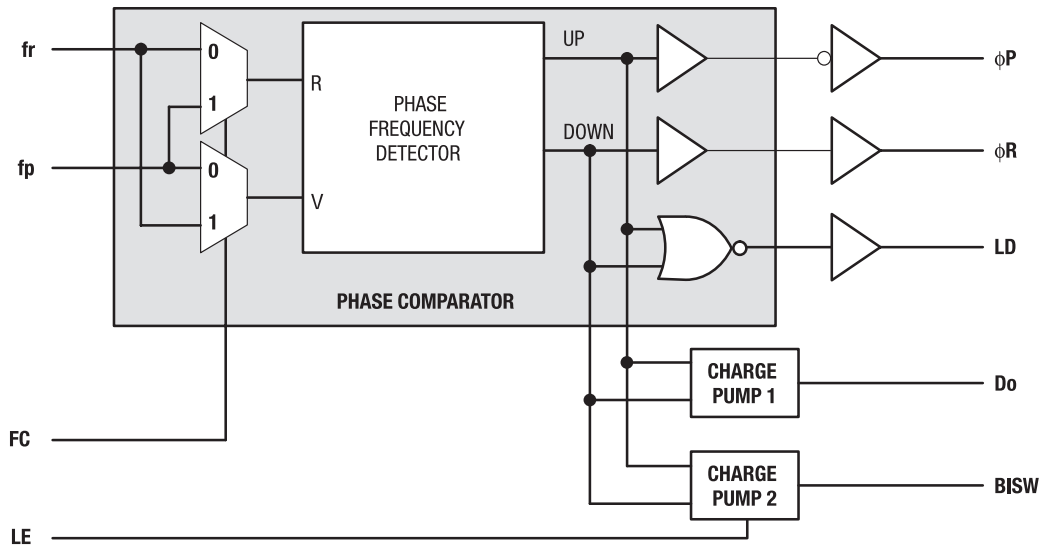 fr
0
1
R
UP
ϕP
PHASE
FREQUENCY
DETECTOR
DOWN
ϕR
fp
0
1
V
LD
PHASE COMPARATOR
CHARGE
PUMP 1
Do
FC
CHARGE
PUMP 2
BISW
LE